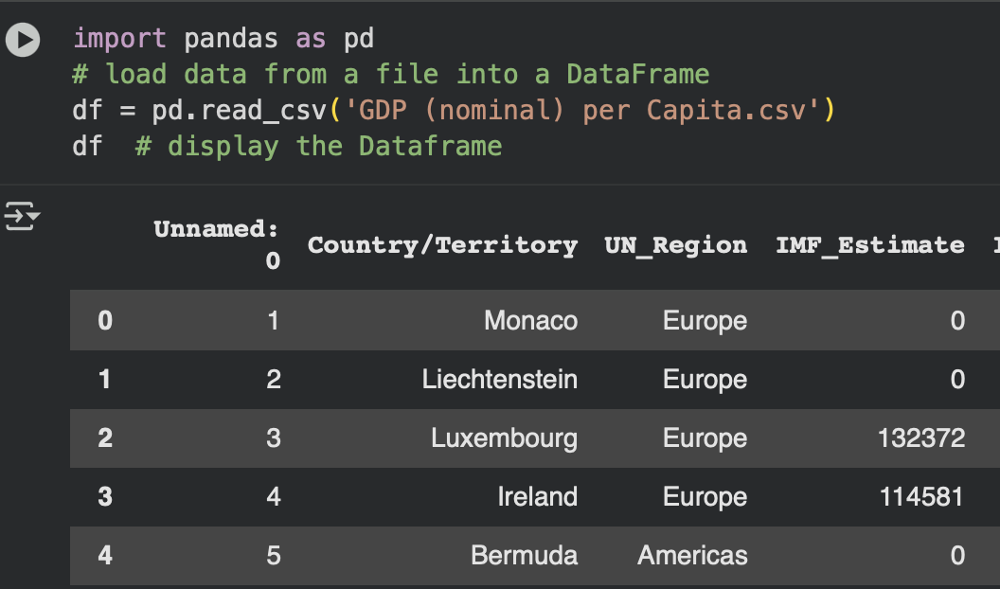 import pandas as pd
# load data from a file into a DataFrame
df = pd.read_csv('GDP (nominal) per Capita.csv')
df  # display the Dataframe
Unnamed: 0 Country/Territory UN_Region IMF_Estimate
0 1 Monaco Europe 0
1 2 Liechtenstein Europe 0
2 3 Luxembourg Europe 132372
3 4 Ireland Europe 114581
4 5 Bermuda Americas 0